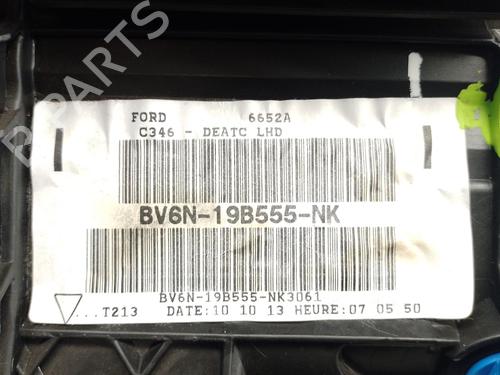 FORD 6652A
C346 - DEATC LHD
BV6N-19B555-NK
BV6N-19B555-NK3061
...T213 DATE:10 10 13 HEURE:07 05 50
B PARTS